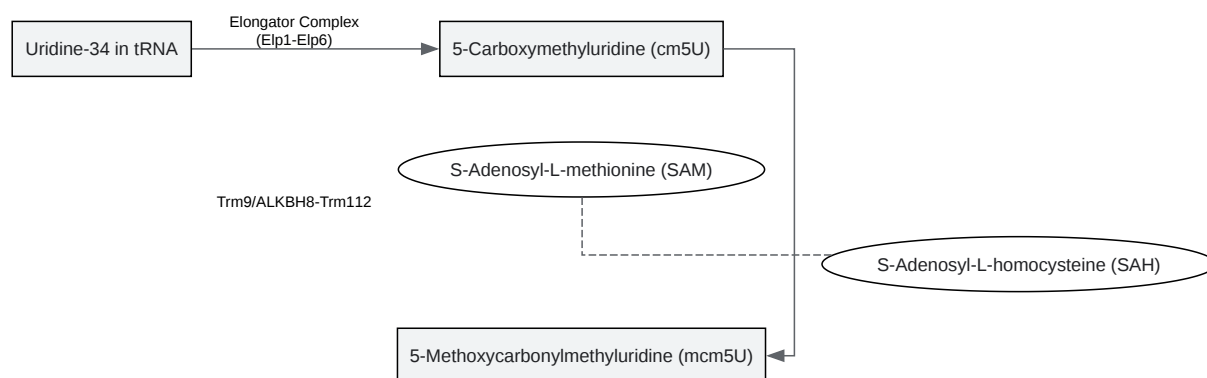 Elongator Complex
(Elp1-Elp6)
Uridine-34 in tRNA
5-Carboxymethyluridine (cm5U)
S-Adenosyl-L-methionine (SAM)
Trm9/ALKBH8-Trm112
S-Adenosyl-L-homocysteine (SAH)
5-Methoxycarbonylmethyluridine (mcm5U)